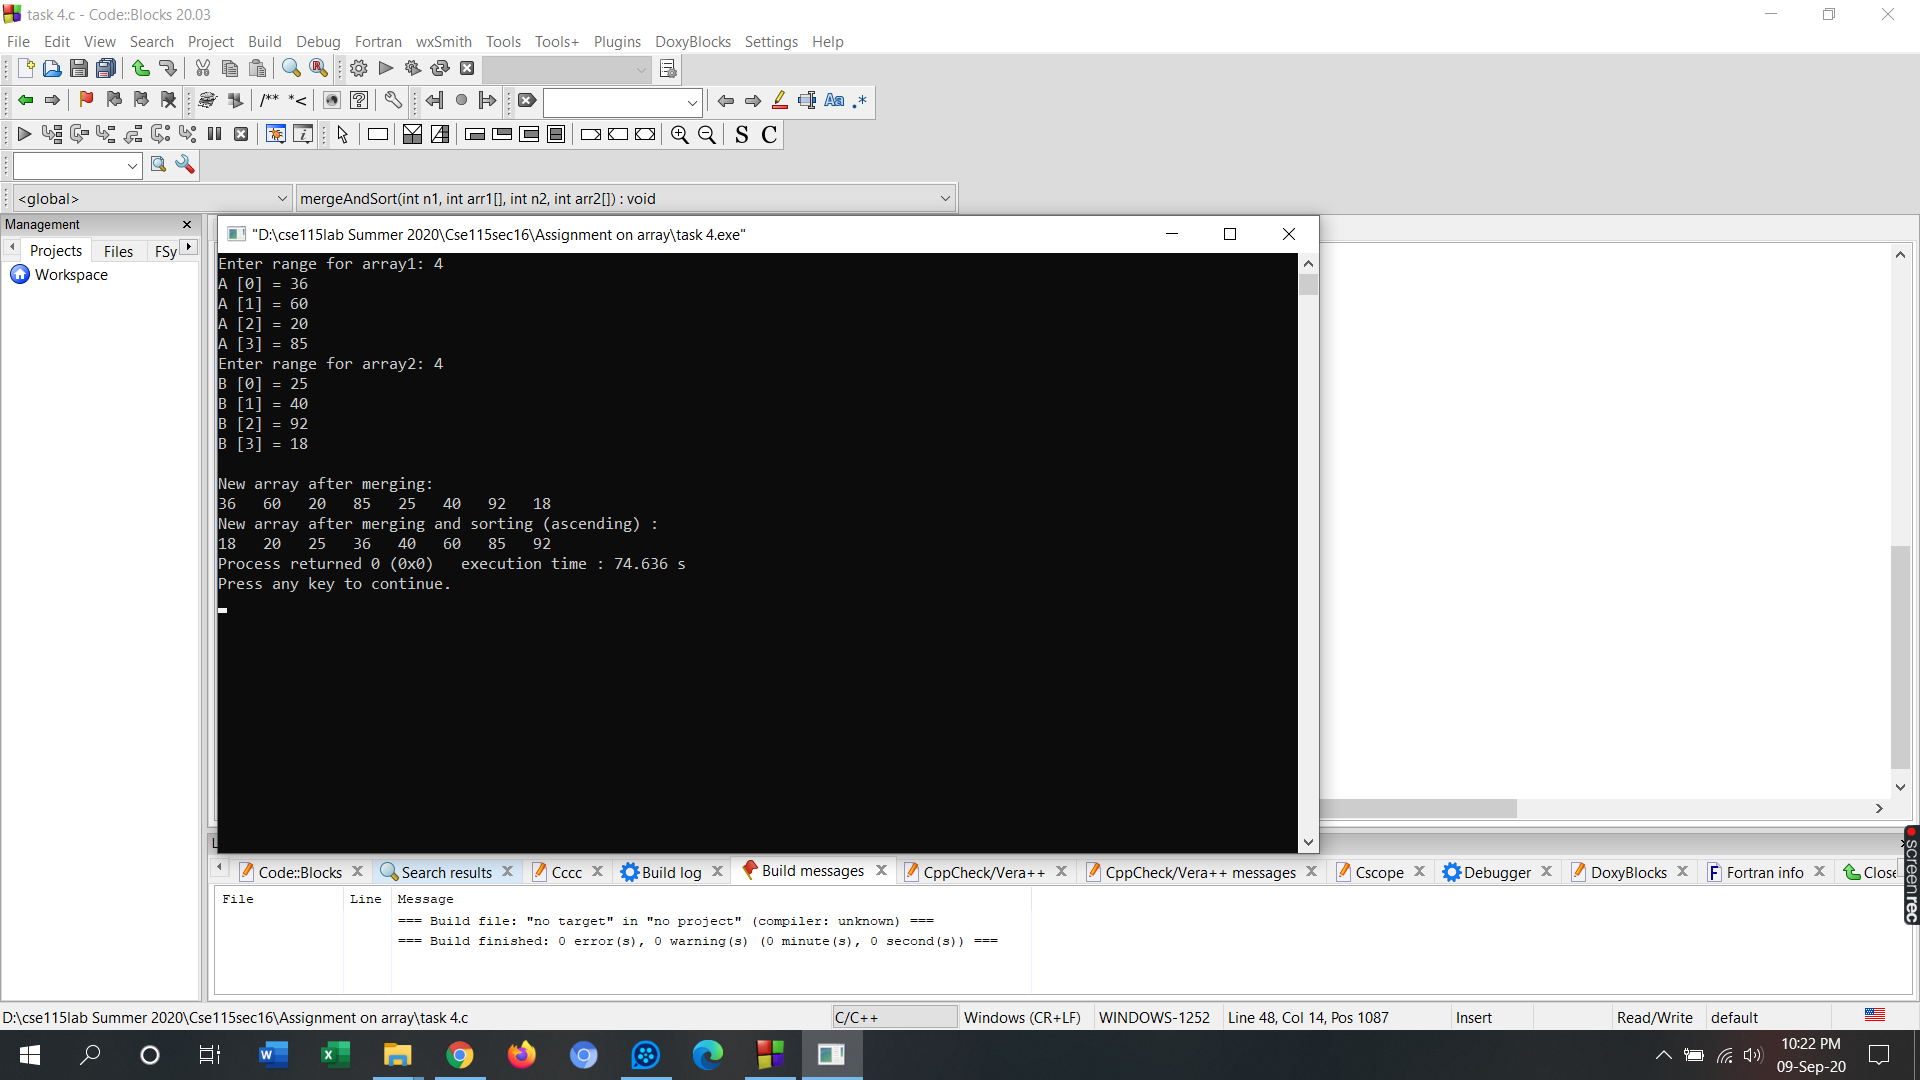 task 4.c - Code::Blocks 20.03
File Edit View Search Project Build Debug Fortran wxSmith Tools Tools+ Plugins DoxyBlocks Settings Help
/** *<
Aa .*
S C
<global> mergeAndSort(int n1, int arr1[], int n2, int arr2[]) : void
Management
Projects Files FSy
Workspace
"D:\cse115lab Summer 2020\Cse115sec16\Assignment on array\task 4.exe"
Enter range for array1: 4
A [0] = 36
A [1] = 60
A [2] = 20
A [3] = 85
Enter range for array2: 4
B [0] = 25
B [1] = 40
B [2] = 92
B [3] = 18
New array after merging:
36 60 20 85 25 40 92 18
New array after merging and sorting (ascending) :
18 20 25 36 40 60 85 92
Process returned 0 (0x0) execution time : 74.636 s
Press any key to continue.
Code::Blocks Search results Cccc Build log Build messages CppCheck/Vera++ CppCheck/Vera++ messages Cscope Debugger DoxyBlocks Fortran info Close
File Line Message
=== Build file: "no target" in "no project" (compiler: unknown) ===
=== Build finished: 0 error(s), 0 warning(s) (0 minute(s), 0 second(s)) ===
screenrec
D:\cse115lab Summer 2020\Cse115sec16\Assignment on array\task 4.c C/C++ Windows (CR+LF) WINDOWS-1252 Line 48, Col 14, Pos 1087 Insert Read/Write default
10:22 PM
09-Sep-20